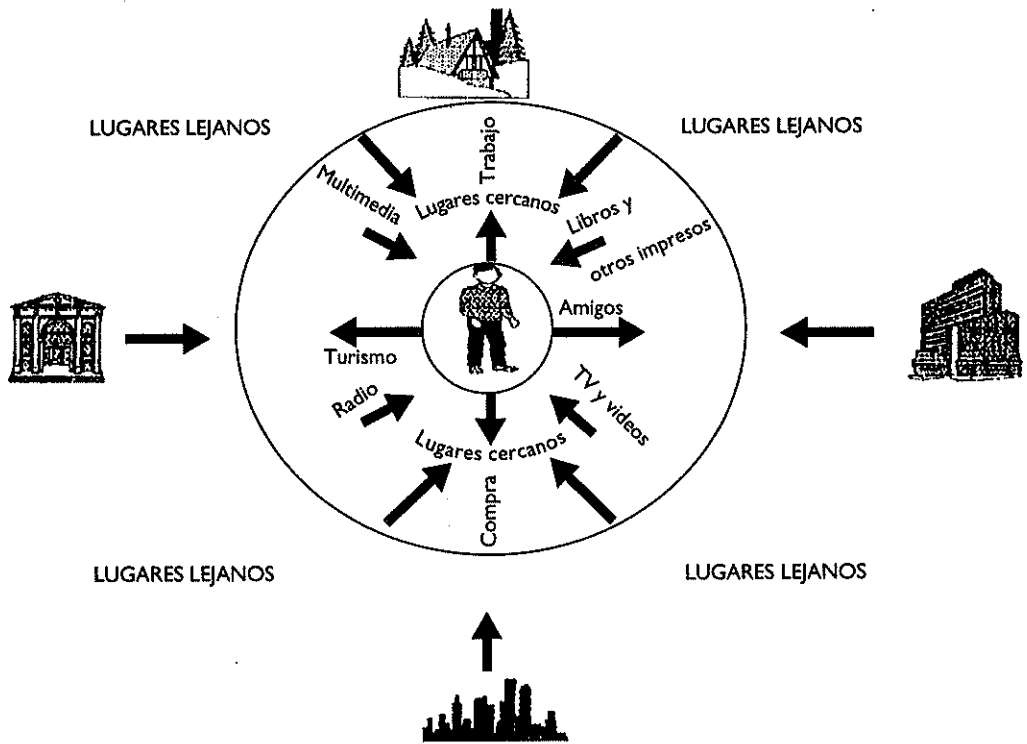 LUGARES LEJANOS
LUGARES LEJANOS
Trabajo
Multimedia
Lugares cercanos
Libros y
otros impresos
Amigos
Turismo
Radio
TV y videos
Lugares cercanos
Compra
LUGARES LEJANOS
LUGARES LEJANOS